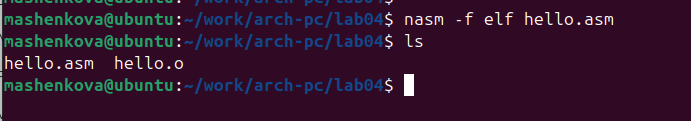 mashenkova@ubuntu:~/work/arch-pc/lab04$ nasm -f elf hello.asm
mashenkova@ubuntu:~/work/arch-pc/lab04$ ls
hello.asm  hello.o
mashenkova@ubuntu:~/work/arch-pc/lab04$